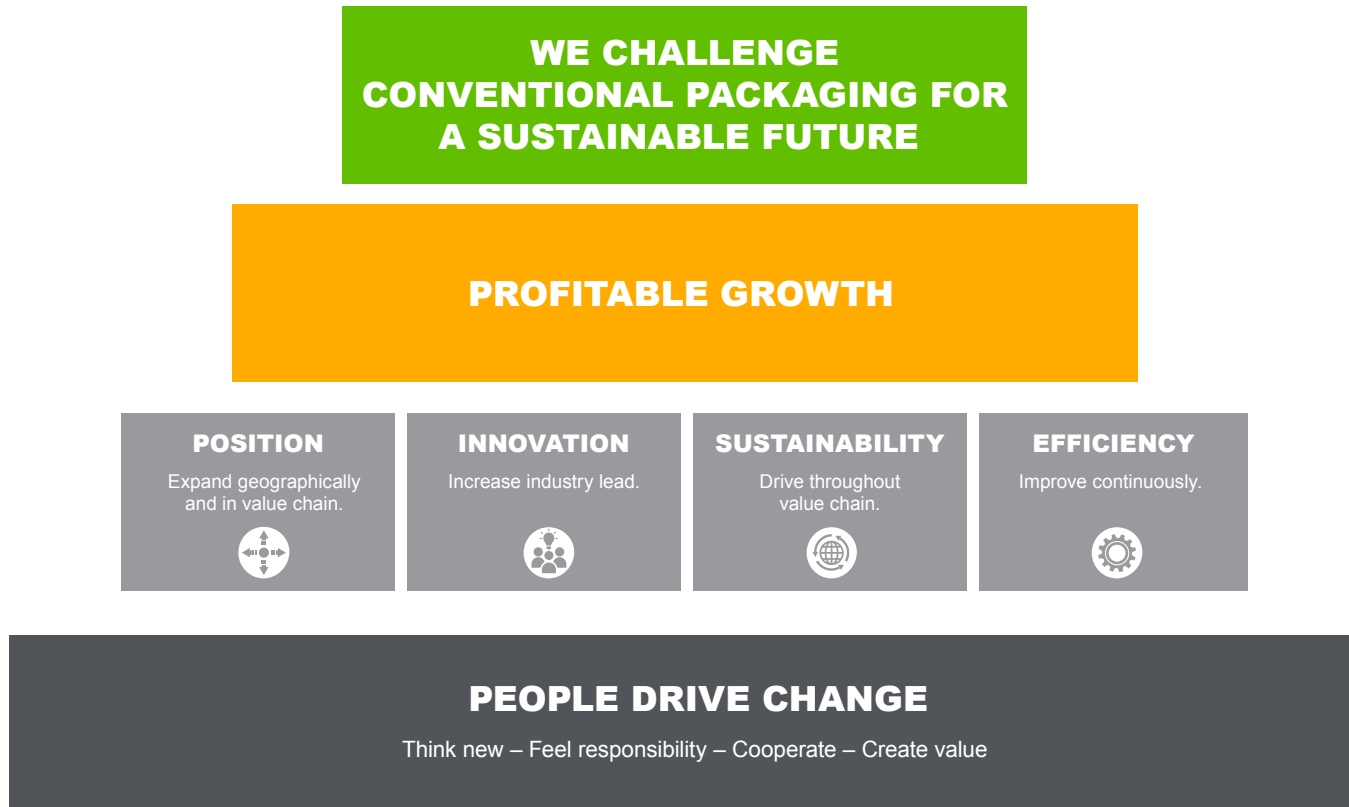 WE CHALLENGE
CONVENTIONAL PACKAGING FOR
A SUSTAINABLE FUTURE
PROFITABLE GROWTH
POSITION
Expand geographically
and in value chain.
INNOVATION
Increase industry lead.
SUSTAINABILITY
Drive throughout
value chain.
EFFICIENCY
Improve continuously.
PEOPLE DRIVE CHANGE
Think new – Feel responsibility – Cooperate – Create value